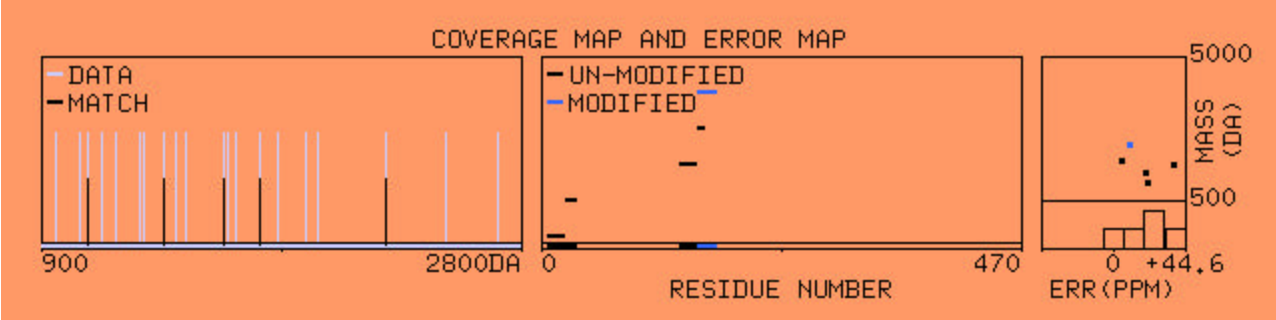 COVERAGE MAP AND ERROR MAP
DATA
MATCH
900 2800DA
UN-MODIFIED
MODIFIED
0 470
RESIDUE NUMBER
5000
MASS
(DA)
500
0 +44.6
ERR(PPM)